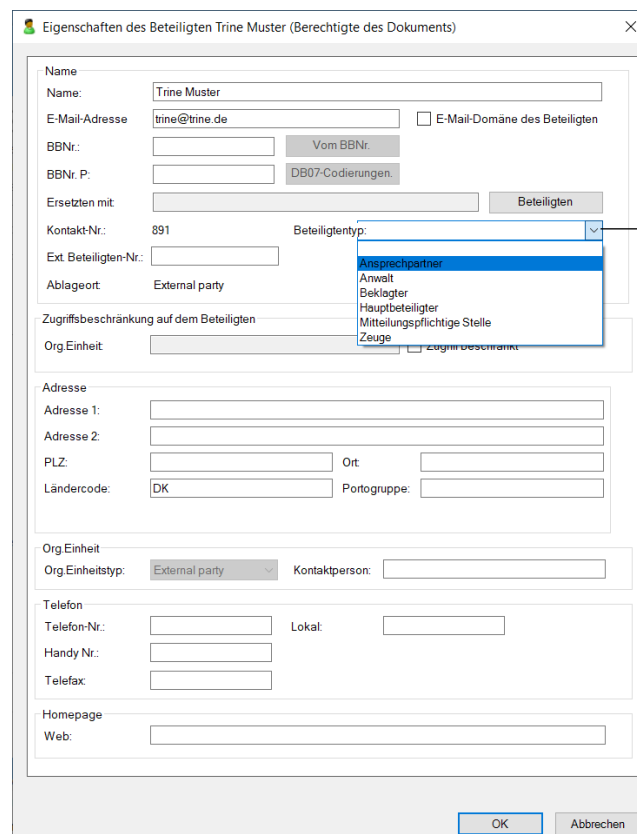 Eigenschaften des Beteiligten Trine Muster (Berechtigte des Dokuments)
Name
Name: Trine Muster
E-Mail-Adresse trine@trine.de E-Mail-Domäne des Beteiligten
BBNr.: Vom BBNr.
BBNr. P: DB07-Codierungen.
Ersetzten mit: Beteiligten
Kontakt-Nr.: 891 Beteiligtentyp:
Ansprechpartner
Ext. Beteiligten-Nr.:
Anwalt
Ablageort: External party
Beklagter
Hauptbeteiligter
Mitteilungspflichtige Stelle
Zeuge
Zugriffsbeschränkung auf dem Beteiligten
Org.Einheit: Zugriff beschränkt
Adresse
Adresse 1:
Adresse 2:
PLZ: Ort:
Ländercode: DK Portogruppe:
Org.Einheit
Org.Einheitstyp: External party Kontaktperson:
Telefon
Telefon-Nr.: Lokal:
Handy Nr.:
Telefax:
Homepage
Web:
OK Abbrechen